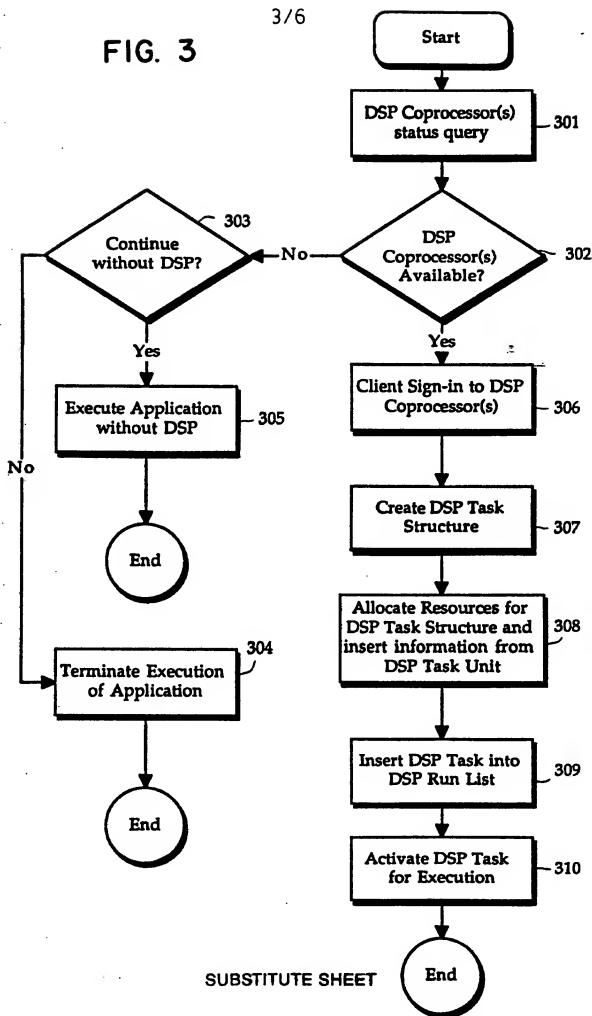 3/6
FIG. 3
Start
DSP Coprocessor(s)
status query
301
303
Continue
without DSP?
No
DSP
Coprocessor(s)
Available?
302
Yes
Yes
Execute Application
without DSP
305
Client Sign-in to DSP
Coprocessor(s)
306
No
End
Create DSP Task
Structure
307
Allocate Resources for
DSP Task Structure and
insert information from
DSP Task Unit
308
Terminate Execution
of Application
304
Insert DSP Task into
DSP Run List
309
End
Activate DSP Task
for Execution
310
SUBSTITUTE SHEET
End